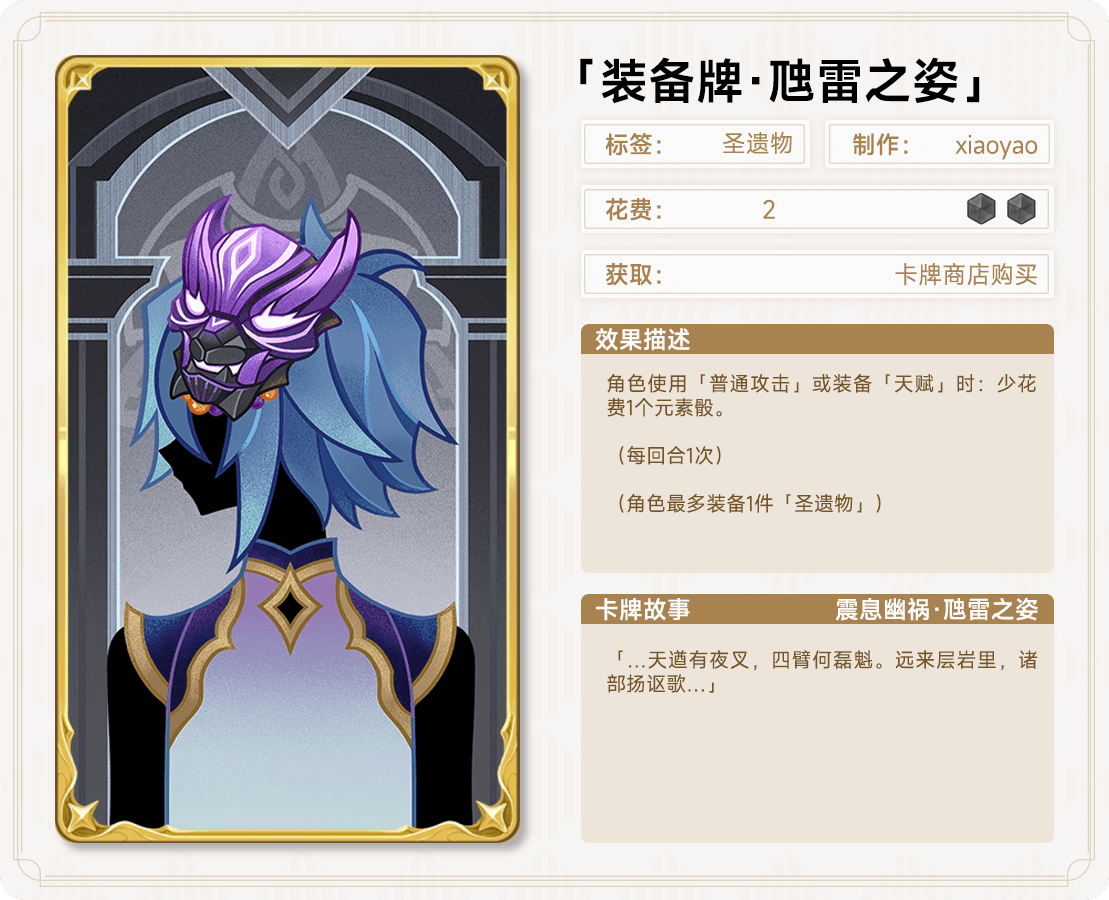 「装备牌·虺雷之姿」
标签： 圣遗物 制作： xiaoyao
花费： 2
获取： 卡牌商店购买
效果描述
角色使用「普通攻击」或装备「天赋」时：少花
费1个元素骰。
（每回合1次）
（角色最多装备1件「圣遗物」）
卡牌故事 震息幽祸·虺雷之姿
「…天遒有夜叉，四臂何磊魁。远来层岩里，诸
部扬讴歌…」